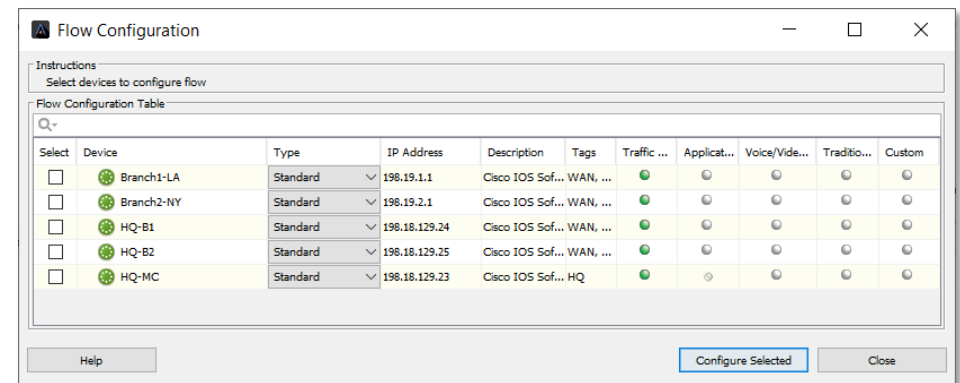 Flow Configuration
Instructions
Select devices to configure flow
Flow Configuration Table
Select Device Type IP Address Description Tags Traffic ... Applicat... Voice/Vide... Traditio... Custom
Branch1-LA Standard 198.19.1.1 Cisco IOS Sof... WAN, ...
Branch2-NY Standard 198.19.2.1 Cisco IOS Sof... WAN, ...
HQ-B1 Standard 198.18.129.24 Cisco IOS Sof... WAN, ...
HQ-B2 Standard 198.18.129.25 Cisco IOS Sof... WAN, ...
HQ-MC Standard 198.18.129.23 Cisco IOS Sof... HQ
Help Configure Selected Close